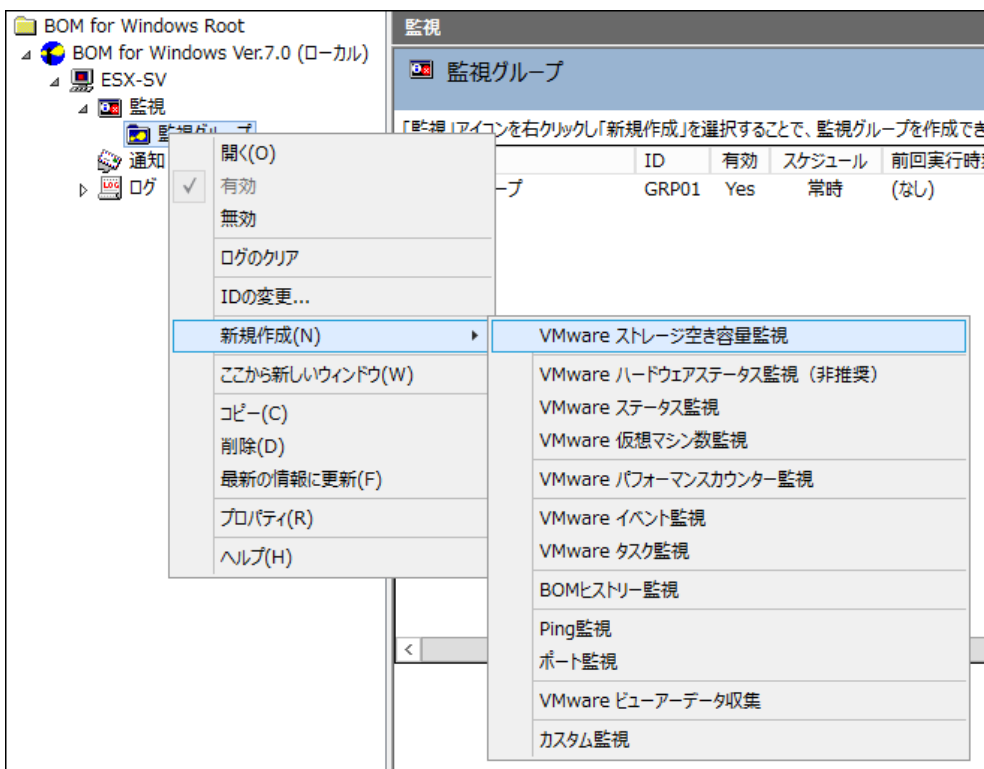 BOM for Windows Root
BOM for Windows Ver.7.0 (ローカル)
ESX-SV
監視
監視グループ
通知
ログ
監視
監視グループ
「監視」アイコンを右クリックし「新規作成」を選択することで、監視グループを作成でき
ID 有効 スケジュール 前回実行時
ープ GRP01 Yes 常時 (なし)
開く(O)
有効
無効
ログのクリア
IDの変更...
新規作成(N)
ここから新しいウィンドウ(W)
コピー(C)
削除(D)
最新の情報に更新(F)
プロパティ(R)
ヘルプ(H)
VMware ストレージ空き容量監視
VMware ハードウェアステータス監視（非推奨）
VMware ステータス監視
VMware 仮想マシン数監視
VMware パフォーマンスカウンター監視
VMware イベント監視
VMware タスク監視
BOMヒストリー監視
Ping監視
ポート監視
VMware ビューアーデータ収集
カスタム監視